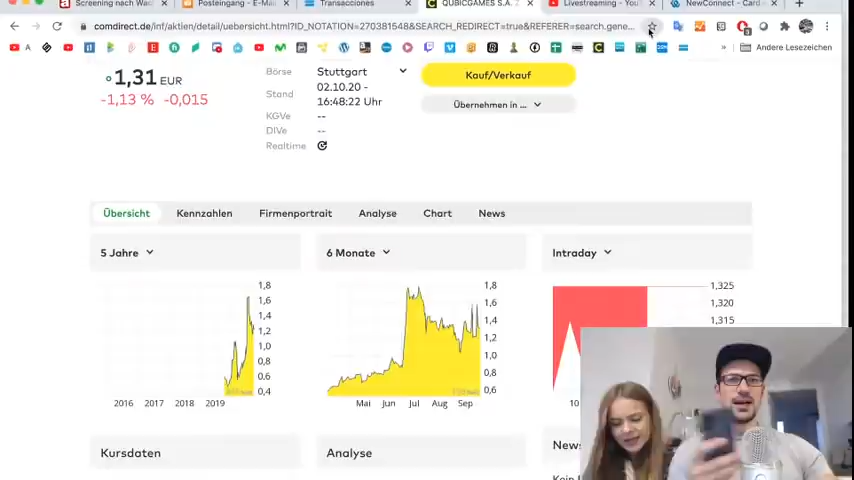 Screening nach Wac
Posteingang - E-Ma
Transacciones
QUBICGAMES S.A. Z
Livestreaming - You
NewConnect - Card
comdirect.de/inf/aktien/detail/uebersicht.html?ID_NOTATION=270381548&SEARCH_REDIRECT=true&REFERER=search.gene...
» Andere Lesezeichen
1,31 EUR
-1,13 % -0,015
Börse Stuttgart
Stand 02.10.20 -
16:48:22 Uhr
KGVe --
DIVe --
Realtime
Kauf/Verkauf
Übernehmen in ...
Übersicht Kennzahlen Firmenportrait Analyse Chart News
5 Jahre
1,8
1,6
1,4
1,2
1,0
0,8
0,6
0,4
2016 2017 2018 2019
6 Monate
1,8
1,6
1,4
1,2
1,0
0,8
0,6
Mai Jun Jul Aug Sep
Intraday
1,325
1,320
1,315
10
Kursdaten
Analyse
News